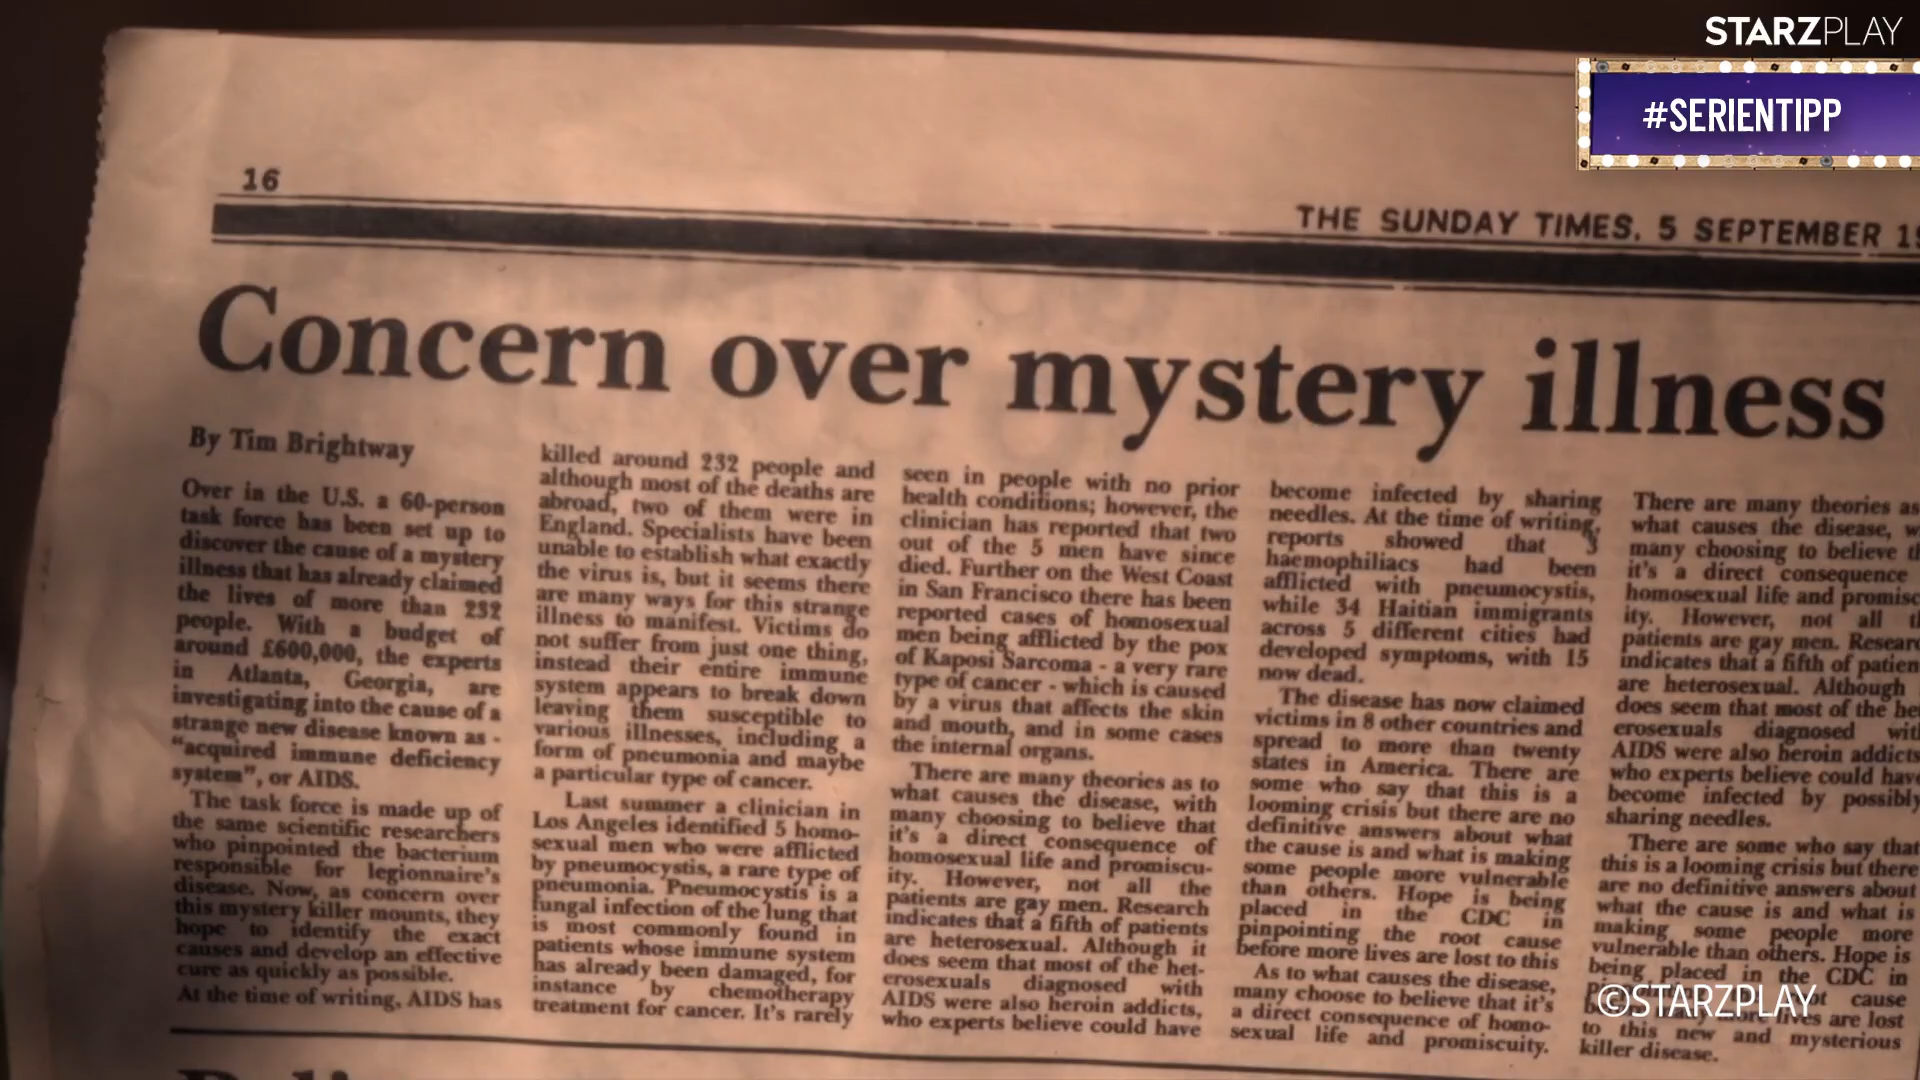 STARZPLAY
#SERIENTIPP
16
THE SUNDAY TIMES. 5 SEPTEMBER
Concern over mystery illness
By Tim Brightway
Over in the U.S. a 60-person
task force has been set up to
discover the cause of a mystery
illness that has already claimed
the lives of more than 232
people. With a budget of
around £600,000, the experts
in Atlanta, Georgia, are
investigating into the cause of a
strange new disease known as -
"acquired immune deficiency
system", or AIDS.
The task force is made up of
the same scientific researchers
who pinpointed the bacterium
responsible for legionnaire's
disease. Now, as concern over
this mystery killer mounts, they
hope to identify the exact
causes and develop an effective
cure as quickly as possible.
At the time of writing, AIDS has
killed around 232 people and
although most of the deaths are
abroad, two of them were in
England. Specialists have been
unable to establish what exactly
the virus is, but it seems there
are many ways for this strange
illness to manifest. Victims do
not suffer from just one thing,
instead their entire immune
system appears to break down
leaving them susceptible to
various illnesses, including a
form of pneumonia and maybe
a particular type of cancer.
Last summer a clinician in
Los Angeles identified 5 homo-
sexual men who were afflicted
by pneumocystis, a rare type of
pneumonia. Pneumocystis is a
fungal infection of the lung that
is most commonly found in
patients whose immune system
has already been damaged, for
instance by chemotherapy
treatment for cancer. It's rarely
seen in people with no prior
health conditions; however, the
clinician has reported that two
out of the 5 men have since
died. Further on the West Coast
in San Francisco there has been
reported cases of homosexual
men being afflicted by the pox
of Kaposi Sarcoma - a very rare
type of cancer - which is caused
by a virus that affects the skin
and mouth, and in some cases
the internal organs.
There are many theories as to
what causes the disease, with
many choosing to believe that
it's a direct consequence of
homosexual life and promiscu-
ity. However, not all the
patients are gay men. Research
indicates that a fifth of patients
are heterosexual. Although it
does seem that most of the het-
erosexuals diagnosed with
AIDS were also heroin addicts,
who experts believe could have
become infected by sharing
needles. At the time of writing,
reports showed that 3
haemophiliacs had been
afflicted with pneumocystis,
while 34 Haitian immigrants
across 5 different cities had
developed symptoms, with 15
now dead.
The disease has now claimed
victims in 8 other countries and
spread to more than twenty
states in America. There are
some who say that this is a
looming crisis but there are no
definitive answers about what
the cause is and what is making
some people more vulnerable
than others. Hope is being
placed in the CDC in
pinpointing the root cause
before more lives are lost to this
As to what causes the disease,
many choose to believe that it's
a direct consequence of homo-
sexual life and promiscuity.
There are many theories as
what causes the disease, w
many choosing to believe th
it's a direct consequence
homosexual life and promisc
ity. However, not all th
patients are gay men. Researc
indicates that a fifth of patien
are heterosexual. Although
does seem that most of the he
erosexuals diagnosed wit
AIDS were also heroin addicts
who experts believe could have
become infected by possibly
sharing needles.
There are some who say that
this is a looming crisis but there
are no definitive answers about
what the cause is and what is
making some people more
vulnerable than others. Hope is
being placed in the CDC in
cause
lives are lost
to this new and mysterious
killer disease.
©STARZPLAY